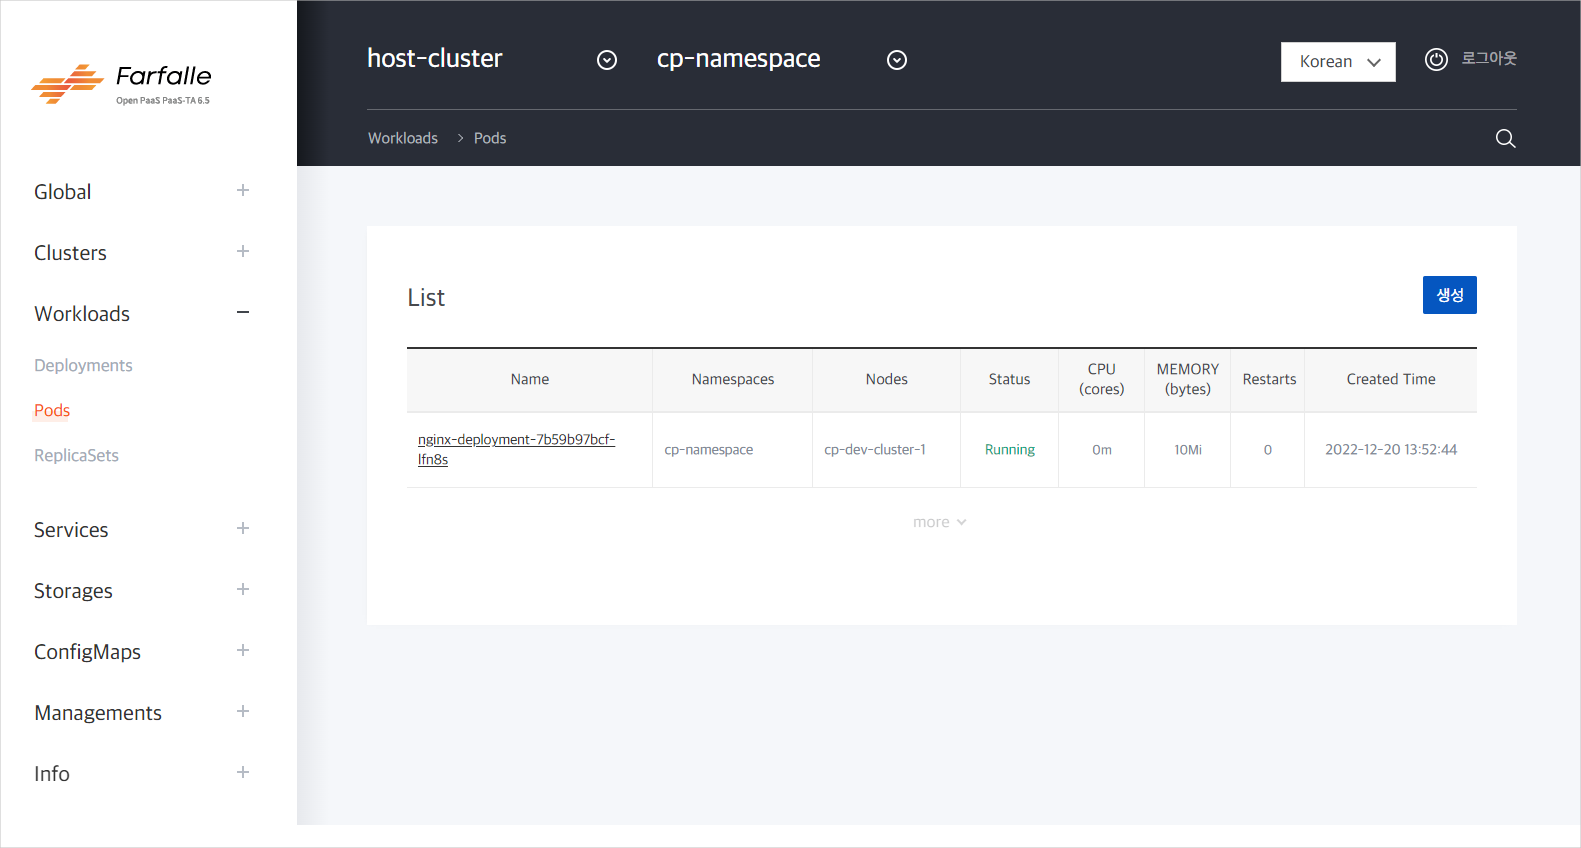 Farfalle
Open PaaS PaaS-TA 6.5
Global
Clusters
Workloads
Deployments
Pods
ReplicaSets
Services
Storages
ConfigMaps
Managements
Info
host-cluster
cp-namespace
Korean
로그아웃
Workloads > Pods
List
생성
Name
Namespaces
Nodes
Status
CPU
(cores)
MEMORY
(bytes)
Restarts
Created Time
nginx-deployment-7b59b97bcf-
lfn8s
cp-namespace
cp-dev-cluster-1
Running
0m
10Mi
0
2022-12-20 13:52:44
more